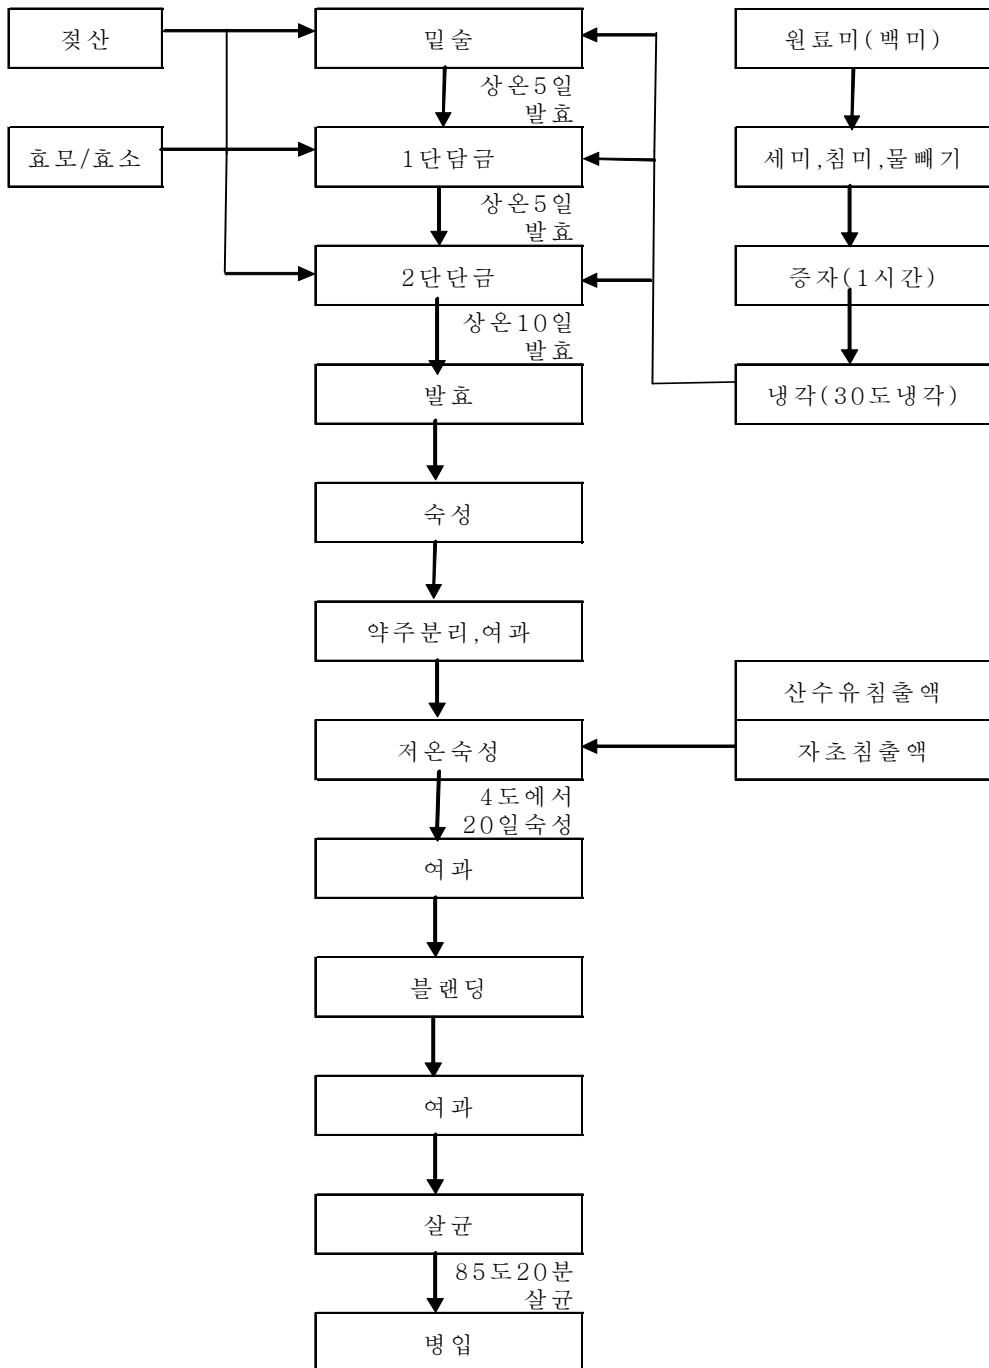 젖산
밑술
원료미(백미)
상온5일
발효
효모/효소
1단담금
세미,침미,물빼기
상온5일
발효
2단단금
증자(1시간)
상온10일
발효
발효
냉각(30도냉각)
숙성
약주분리,여과
산수유침출액
저온숙성
자초침출액
4도에서
20일숙성
여과
블랜딩
여과
살균
85도20분
살균
병입